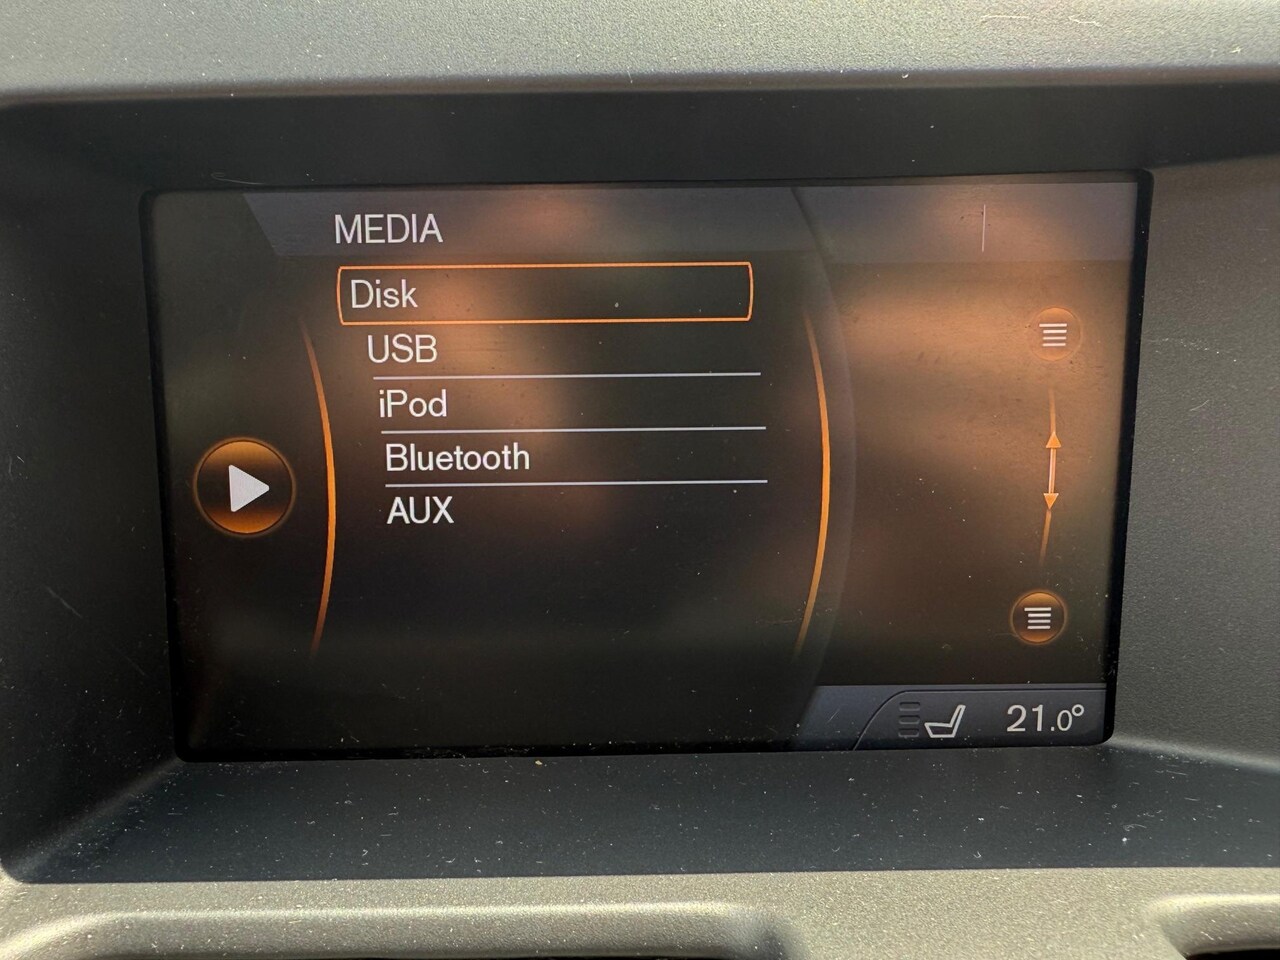 MEDIA
Disk
USB
iPod
Bluetooth
AUX
21.0°